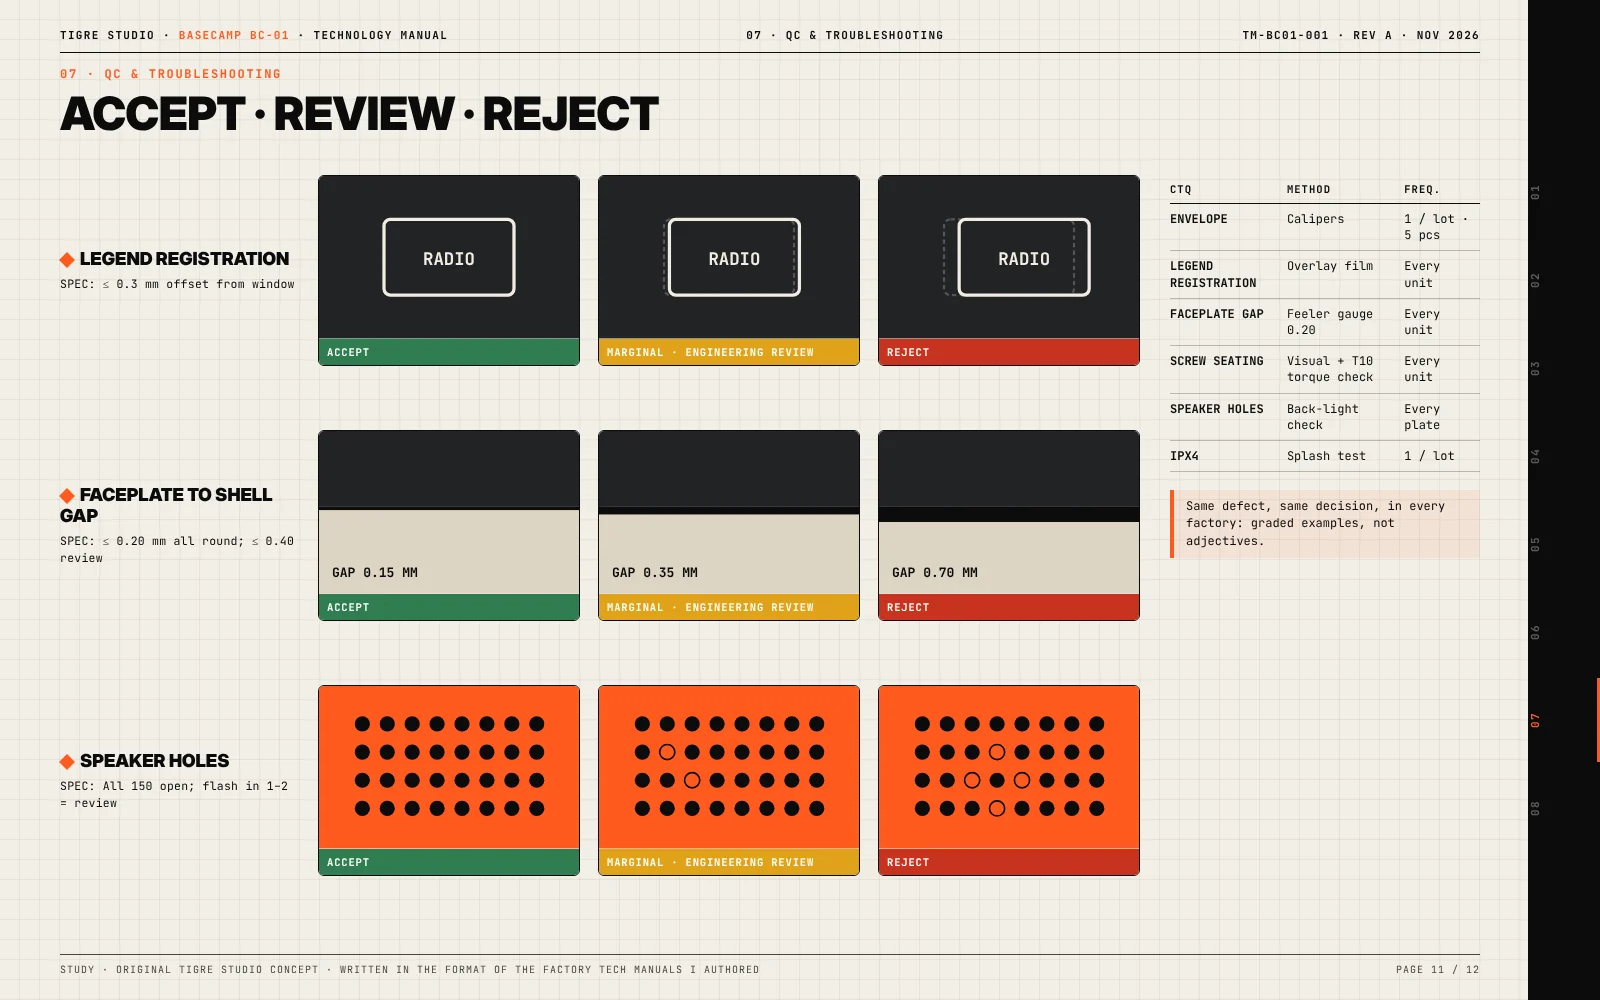 TIGRE STUDIO · BASECAMP BC-01 · TECHNOLOGY MANUAL
07 · QC & TROUBLESHOOTING
TM-BC01-001 · REV A · NOV 2026
07 · QC & TROUBLESHOOTING
ACCEPT · REVIEW · REJECT
LEGEND REGISTRATION
SPEC: ≤ 0.3 mm offset from window
RADIO
ACCEPT
RADIO
MARGINAL · ENGINEERING REVIEW
RADIO
REJECT
FACEPLATE TO SHELL
GAP
SPEC: ≤ 0.20 mm all round; ≤ 0.40
review
GAP 0.15 MM
ACCEPT
GAP 0.35 MM
MARGINAL · ENGINEERING REVIEW
GAP 0.70 MM
REJECT
SPEAKER HOLES
SPEC: All 150 open; flash in 1–2
= review
ACCEPT
MARGINAL · ENGINEERING REVIEW
REJECT
CTQ METHOD FREQ.
ENVELOPE Calipers 1 / lot ·
5 pcs
LEGEND Overlay film Every
REGISTRATION unit
FACEPLATE GAP Feeler gauge Every
0.20 unit
SCREW SEATING Visual + T10 Every
torque check unit
SPEAKER HOLES Back-light Every
check plate
IPX4 Splash test 1 / lot
Same defect, same decision, in every
factory: graded examples, not
adjectives.
01
02
03
04
05
06
07
08
STUDY · ORIGINAL TIGRE STUDIO CONCEPT · WRITTEN IN THE FORMAT OF THE FACTORY TECH MANUALS I AUTHORED
PAGE 11 / 12